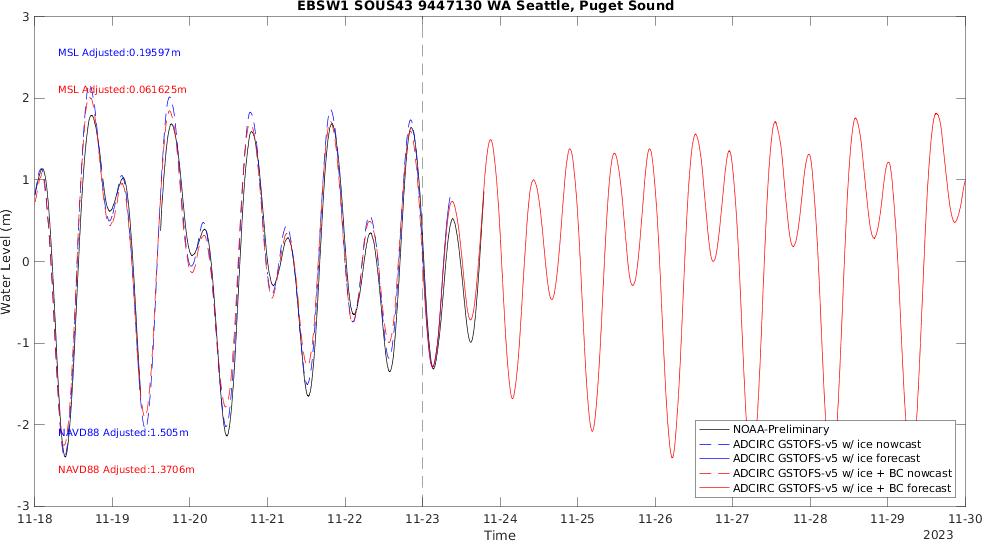 EBSW1 SOUS43 9447130 WA Seattle, Puget Sound
3
MSL Adjusted:0.19597m
2
MSL Adjusted:0.061625m
1
0
Water Level (m)
-1
-2
NAVD88 Adjusted:1.505m
NAVD88 Adjusted:1.3706m
-3
NOAA-Preliminary
ADCIRC GSTOFS-v5 w/ ice nowcast
ADCIRC GSTOFS-v5 w/ ice forecast
ADCIRC GSTOFS-v5 w/ ice + BC nowcast
ADCIRC GSTOFS-v5 w/ ice + BC forecast
11-18 11-19 11-20 11-21 11-22 11-23 11-24 11-25 11-26 11-27 11-28 11-29 11-30
Time
2023